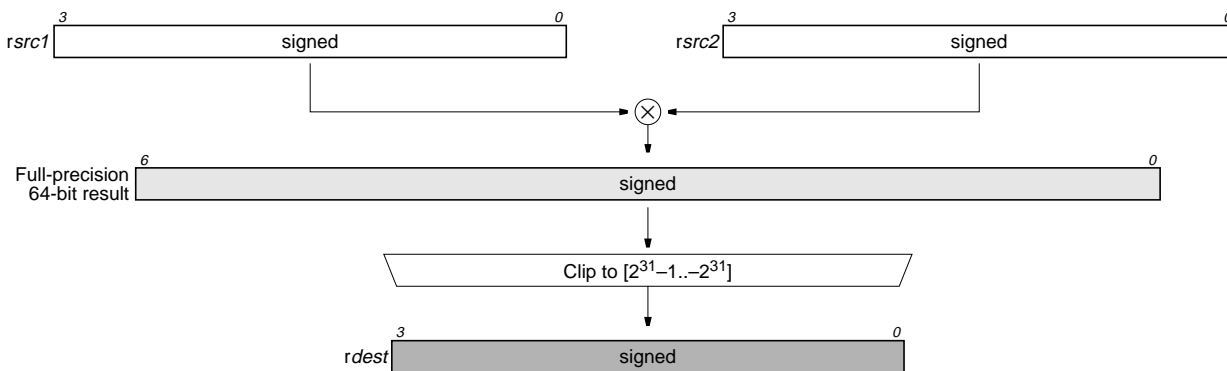 3 0 3 0
rsrc1 signed rsrc2 signed
6 0
Full-precision
64-bit result
signed
Clip to [2³¹–1..–2³¹]
3 0
rdest signed